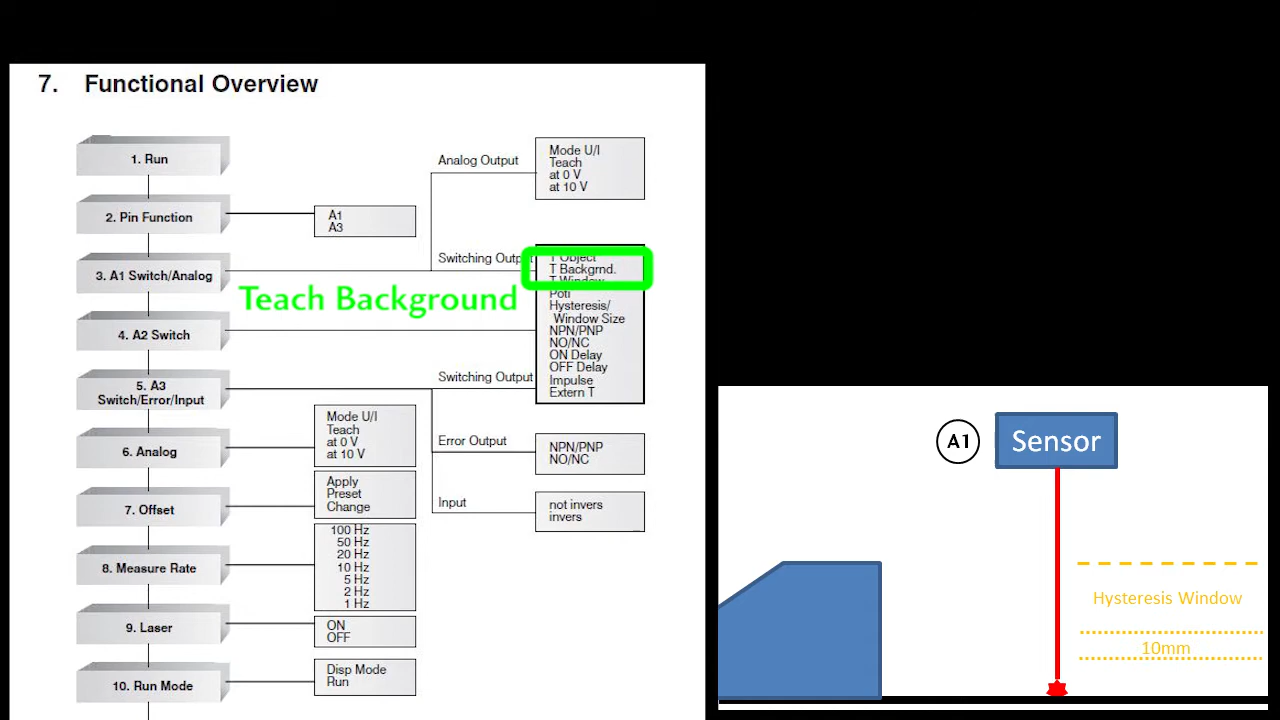 7. Functional Overview
1. Run
2. Pin Function
A1
A3
3. A1 Switch/Analog
Analog Output
Mode U/I
Teach
at 0 V
at 10 V
Switching Output
T Object
T Backgrnd.
T Window
Poti
Hysteresis/
Window Size
NPN/PNP
NO/NC
ON Delay
OFF Delay
Impulse
Extern T
Teach Background
4. A2 Switch
5. A3
Switch/Error/Input
Switching Output
Error Output
NPN/PNP
NO/NC
Input
not invers
invers
6. Analog
Mode U/I
Teach
at 0 V
at 10 V
7. Offset
Apply
Preset
Change
8. Measure Rate
100 Hz
50 Hz
20 Hz
10 Hz
5 Hz
2 Hz
1 Hz
9. Laser
ON
OFF
10. Run Mode
Disp Mode
Run
A1
Sensor
Hysteresis Window
10mm